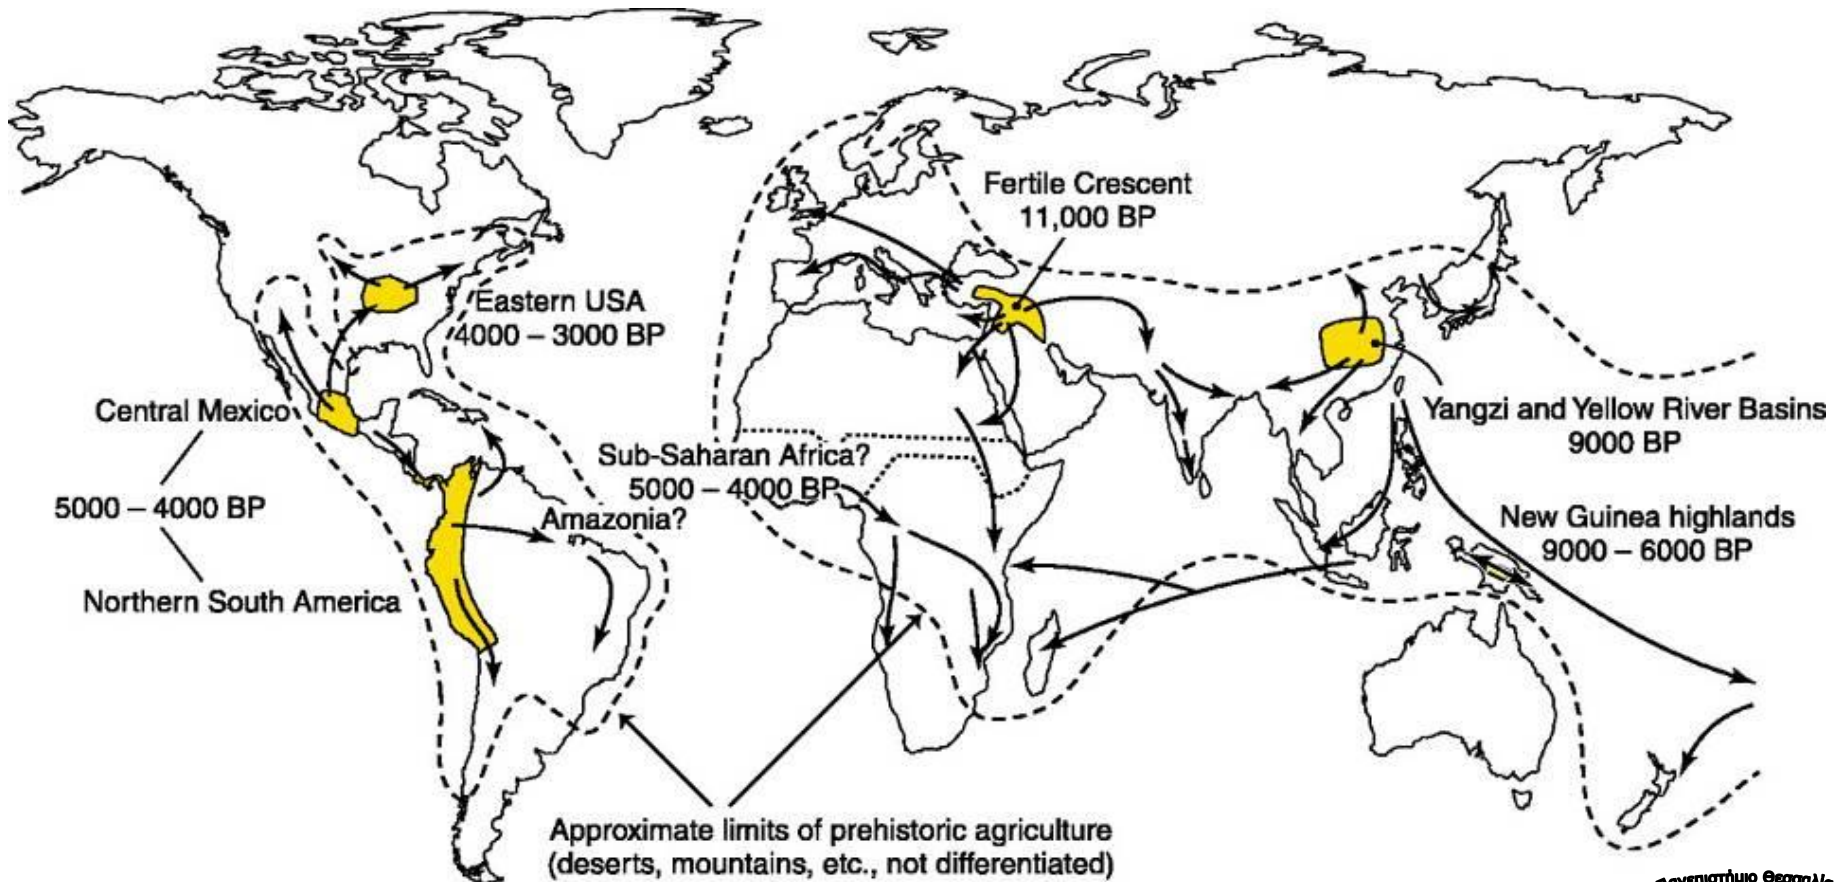 Fertile Crescent
11,000 BP
Eastern USA
4000 – 3000 BP
Central Mexico
5000 – 4000 BP
Northern South America
Sub-Saharan Africa?
5000 – 4000 BP
Amazonia?
Yangzi and Yellow River Basins
9000 BP
New Guinea highlands
9000 – 6000 BP
Approximate limits of prehistoric agriculture
(deserts, mountains, etc., not differentiated)